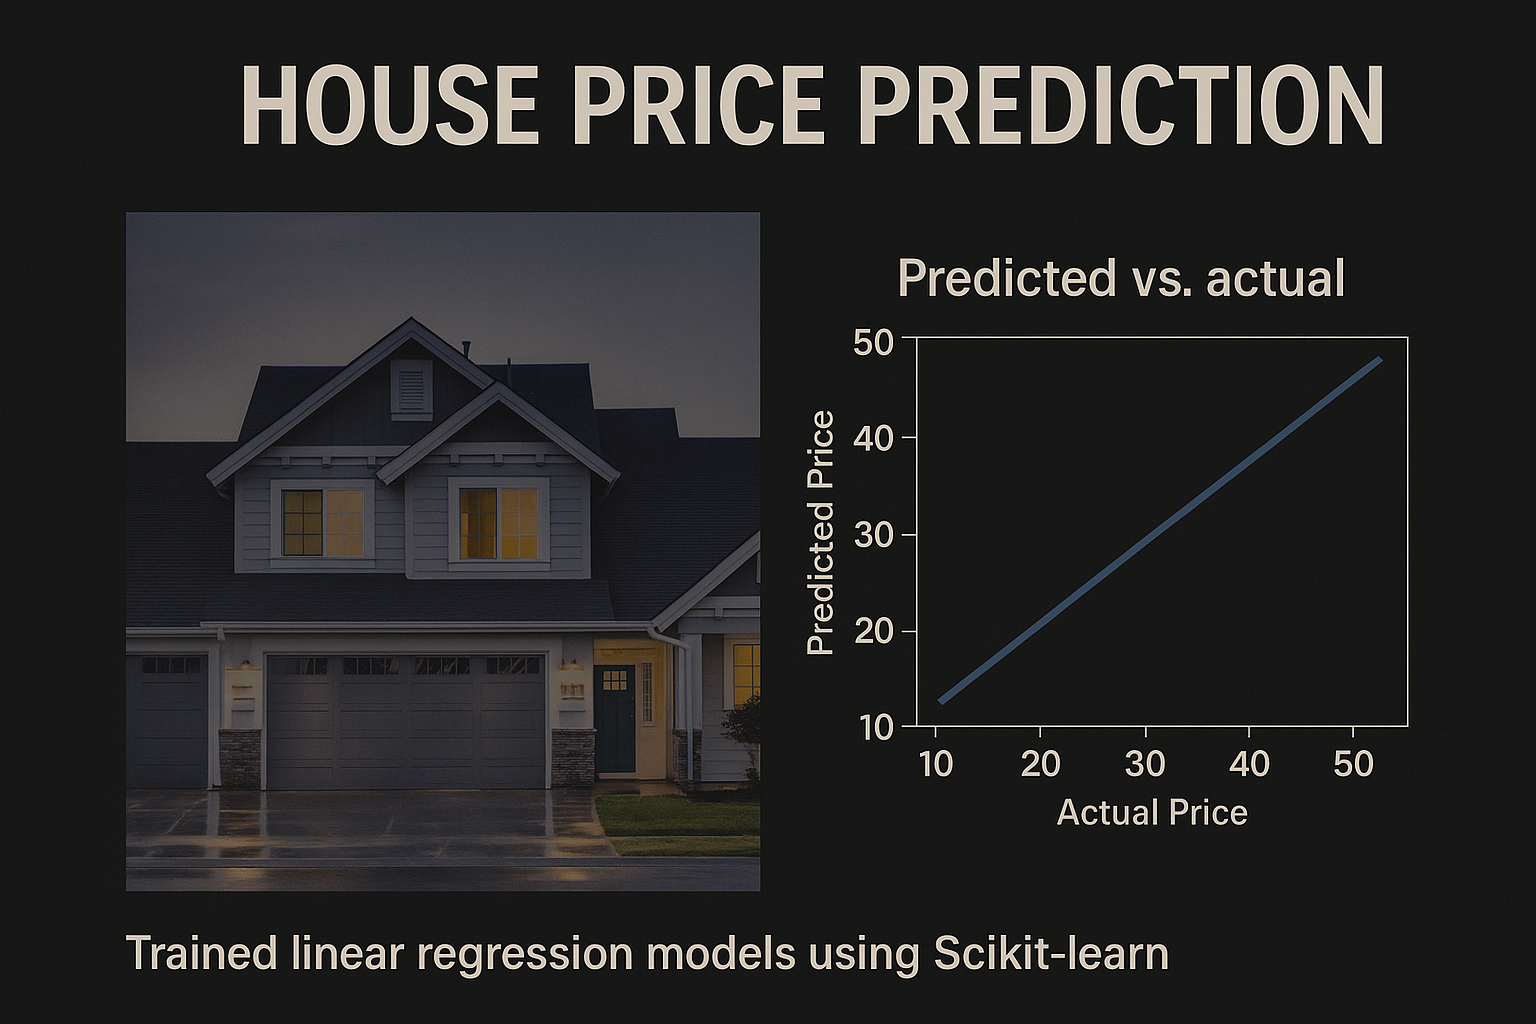 HOUSE PRICE PREDICTION
Predicted vs. actual
Predicted Price
50
40
30
20
10
10 20 30 40 50
Actual Price
Trained linear regression models using Scikit-learn